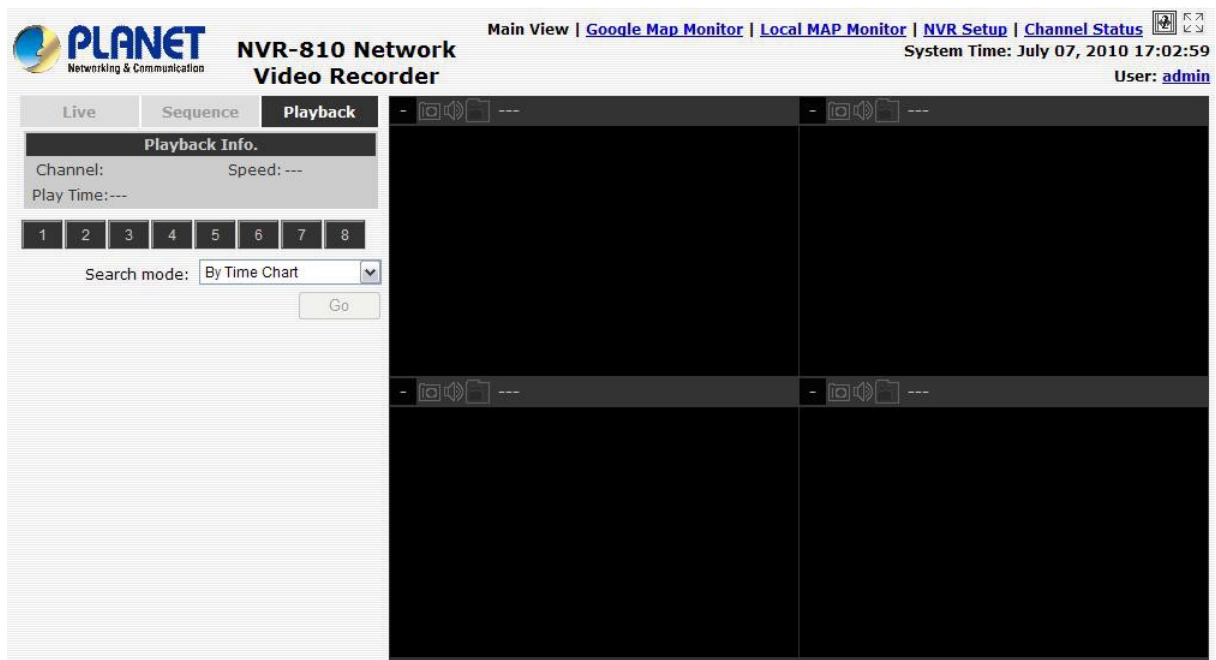 PLANET
Networking & Communication
NVR-810 Network
Video Recorder
Main View | Google Map Monitor | Local MAP Monitor | NVR Setup | Channel Status
System Time: July 07, 2010 17:02:59
User: admin
Live Sequence Playback
Playback Info.
Channel: Speed: ---
Play Time:---
1 2 3 4 5 6 7 8
Search mode: By Time Chart
Go
- ---
- ---
- ---
- ---